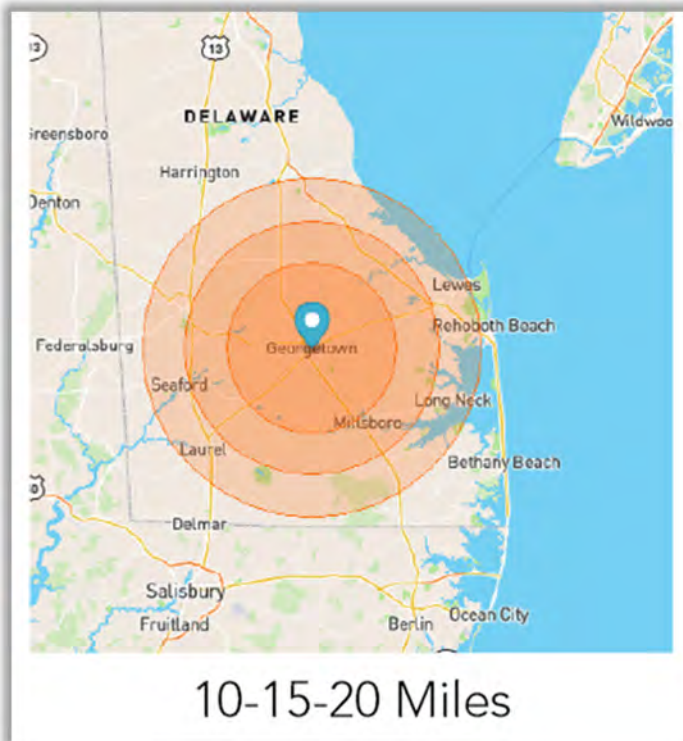 13
13
DELAWARE
Wildwoo
Greensboro
Harrington
Denton
Lewes
Rehoboth Beach
Georgetown
Federalsburg
Seaford
Long Neck
Millsboro
Laurel
Bethany Beach
Delmar
Salisbury
Ocean City
Fruitland
Berlin
10-15-20 Miles